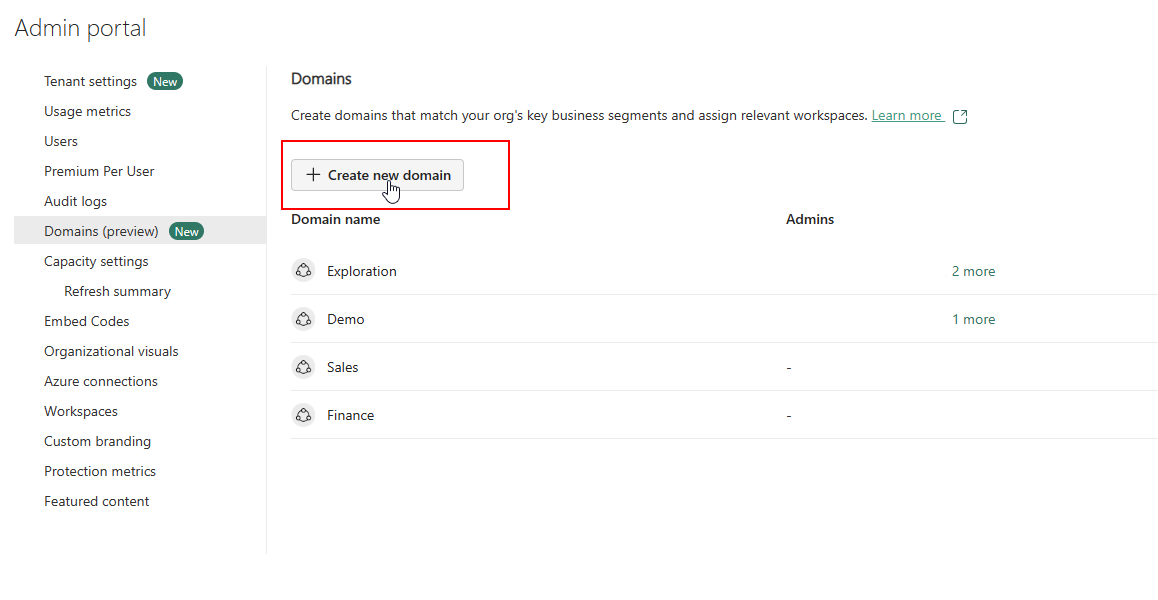 Admin portal
Tenant settings New
Usage metrics
Users
Premium Per User
Audit logs
Domains (preview) New
Capacity settings
Refresh summary
Embed Codes
Organizational visuals
Azure connections
Workspaces
Custom branding
Protection metrics
Featured content
Domains
Create domains that match your org's key business segments and assign relevant workspaces. Learn more
+ Create new domain
Domain name Admins
Exploration 2 more
Demo 1 more
Sales -
Finance -